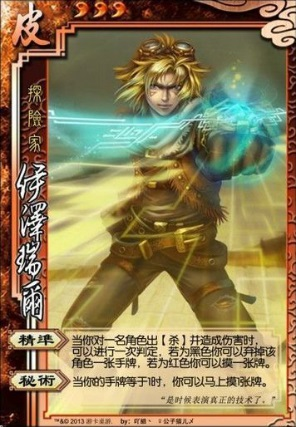 皮
探險家
伊澤瑞爾
精準
当你对一名角色出【杀】并造成伤害时,
可以进行一次判定，若为黑色你可以弃掉该
角色一张手牌，若为红色你可以摸一张牌。
秘術
当你的手牌等于1时，你可以马上摸1张牌。
"是时候表演真正的技术了."
™&© 2013
by: